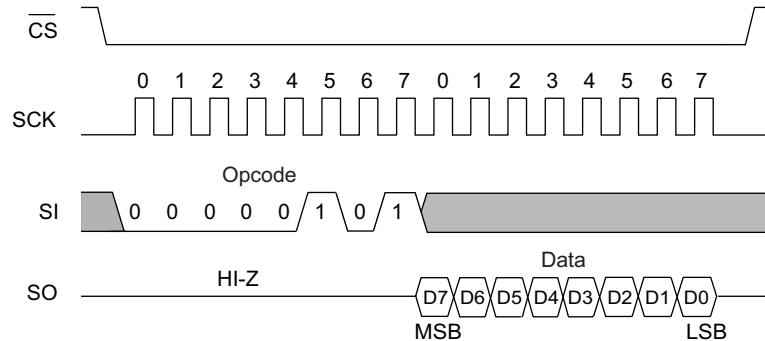 CS
0 1 2 3 4 5 6 7 0 1 2 3 4 5 6 7
SCK
Opcode
SI 0 0 0 0 0 1 0 1
Data
HI-Z
SO D7 D6 D5 D4 D3 D2 D1 D0
MSB LSB